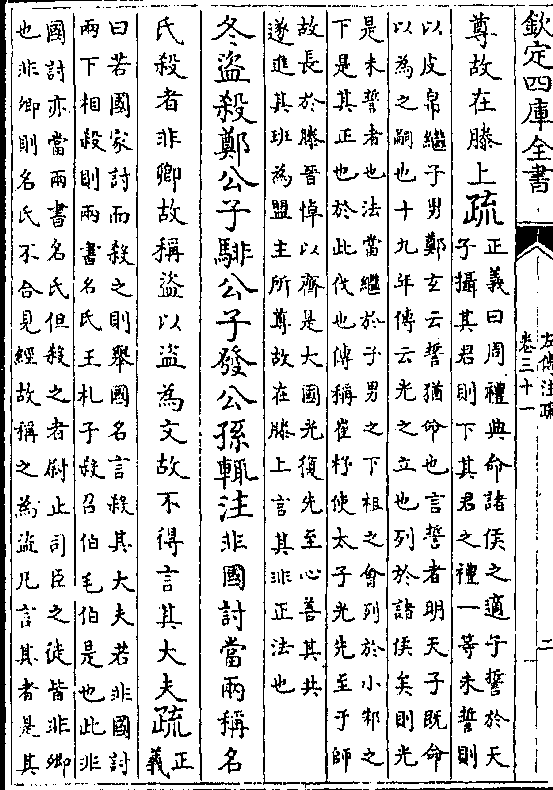 欽定四庫全書
左傳注疏
卷三十一
二
尊故在滕上疏
正義曰周禮典命諸侯之適子誓於天
子攝其君則下其君之禮一等未誓則
以皮帛繼子男鄭玄云誓猶命也言誓者明天子既命
以為之嗣也十九年傳云光之立也列於諸侯矣則光
是未誓者也法當繼於子男之下柤之會列於小邾之
下是其正也於此伐也傳稱崔杼使太子光先至于師
故長於滕晉悼以齊是大國光復先至心善其共
遂進其班為盟主所尊故在滕上言其非正法也
冬盜殺鄭公子騑公子發公孫輒注非國討當兩稱名
氏殺者非卿故稱盜以盜為文故不得言其大夫疏
正
義
曰若國家討而殺之則舉國名言殺其大夫若非國討
兩下相殺則兩書名氏王札子殺召伯毛伯是也此非
國討亦當兩書名氏但殺之者尉止司臣之徒皆非卿
也非卿則名氏不合見經故稱之為盜凡言其者是其